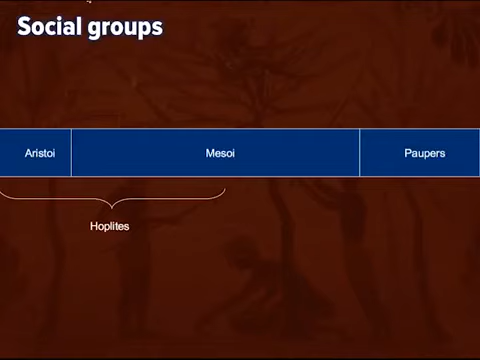 Social groups
Aristoi
Mesoi
Paupers
Hoplites